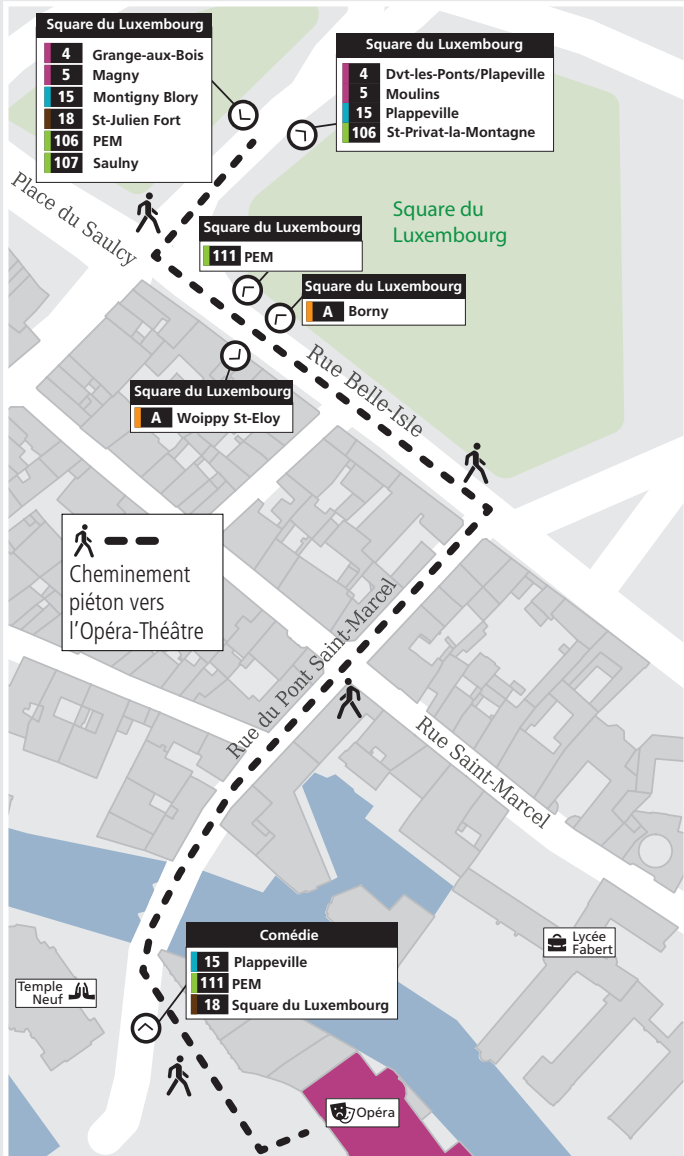 Square du Luxembourg
4 Grange-aux-Bois
5 Magny
15 Montigny Blory
18 St-Julien Fort
106 PEM
107 Saulny
Square du Luxembourg
4 Dvt-les-Ponts/Plapeville
5 Moulins
15 Plappeville
106 St-Privat-la-Montagne
Place du Saulcy
Square du
Luxembourg
Square du Luxembourg
111 PEM
Square du Luxembourg
A Borny
Rue Belle-Isle
Square du Luxembourg
A Woippy St-Eloy
Cheminement
piéton vers
l'Opéra-Théâtre
Rue du Pont Saint-Marcel
Rue Saint-Marcel
Comédie
15 Plappeville
111 PEM
18 Square du Luxembourg
Lycée
Fabert
Temple
Neuf
Opéra